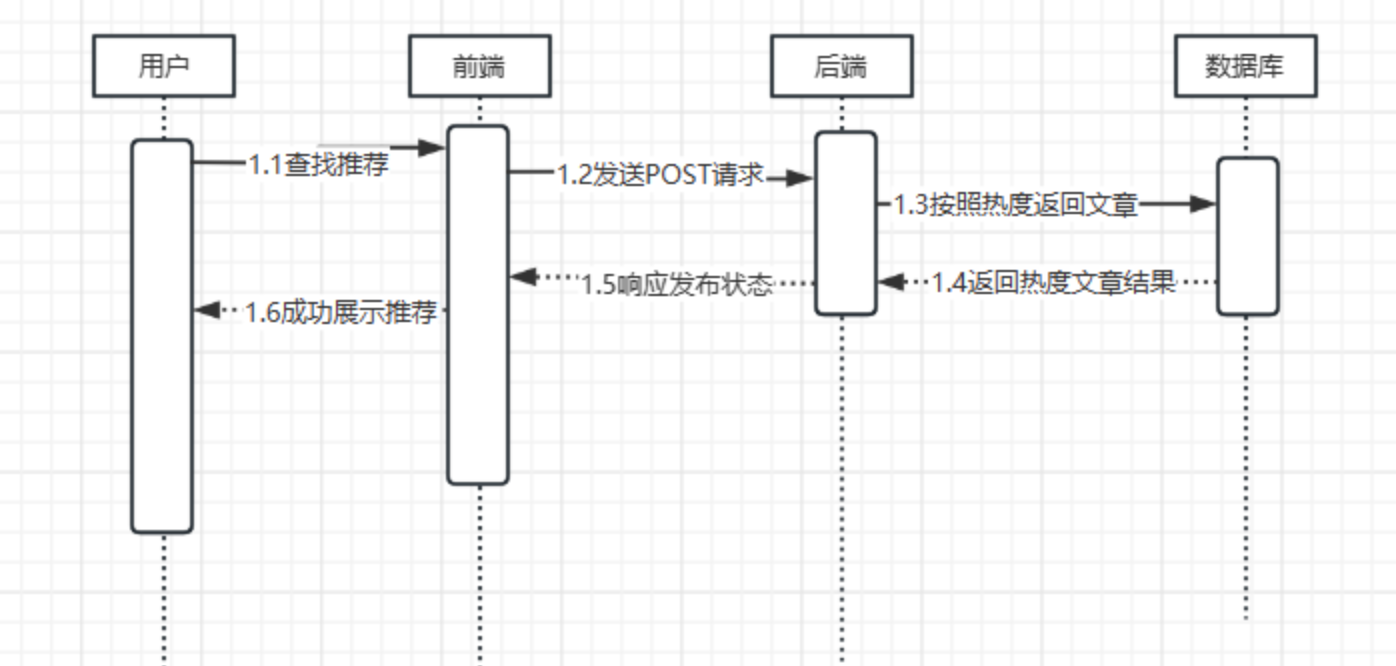 用户
前端
后端
数据库
1.1查找推荐
1.2发送POST请求
1.3按照热度返回文章
1.4返回热度文章结果
1.5响应发布状态
1.6成功展示推荐